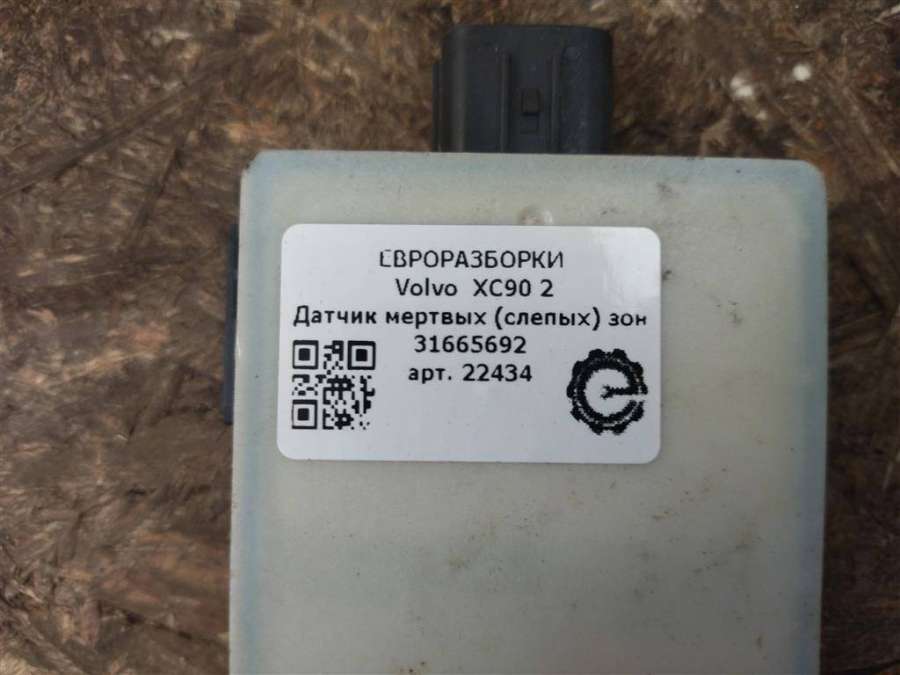 ЕВРОРАЗБОРКИ
Volvo XC90 2
Датчик мертвых (слепых) зон
31665692
арт. 22434